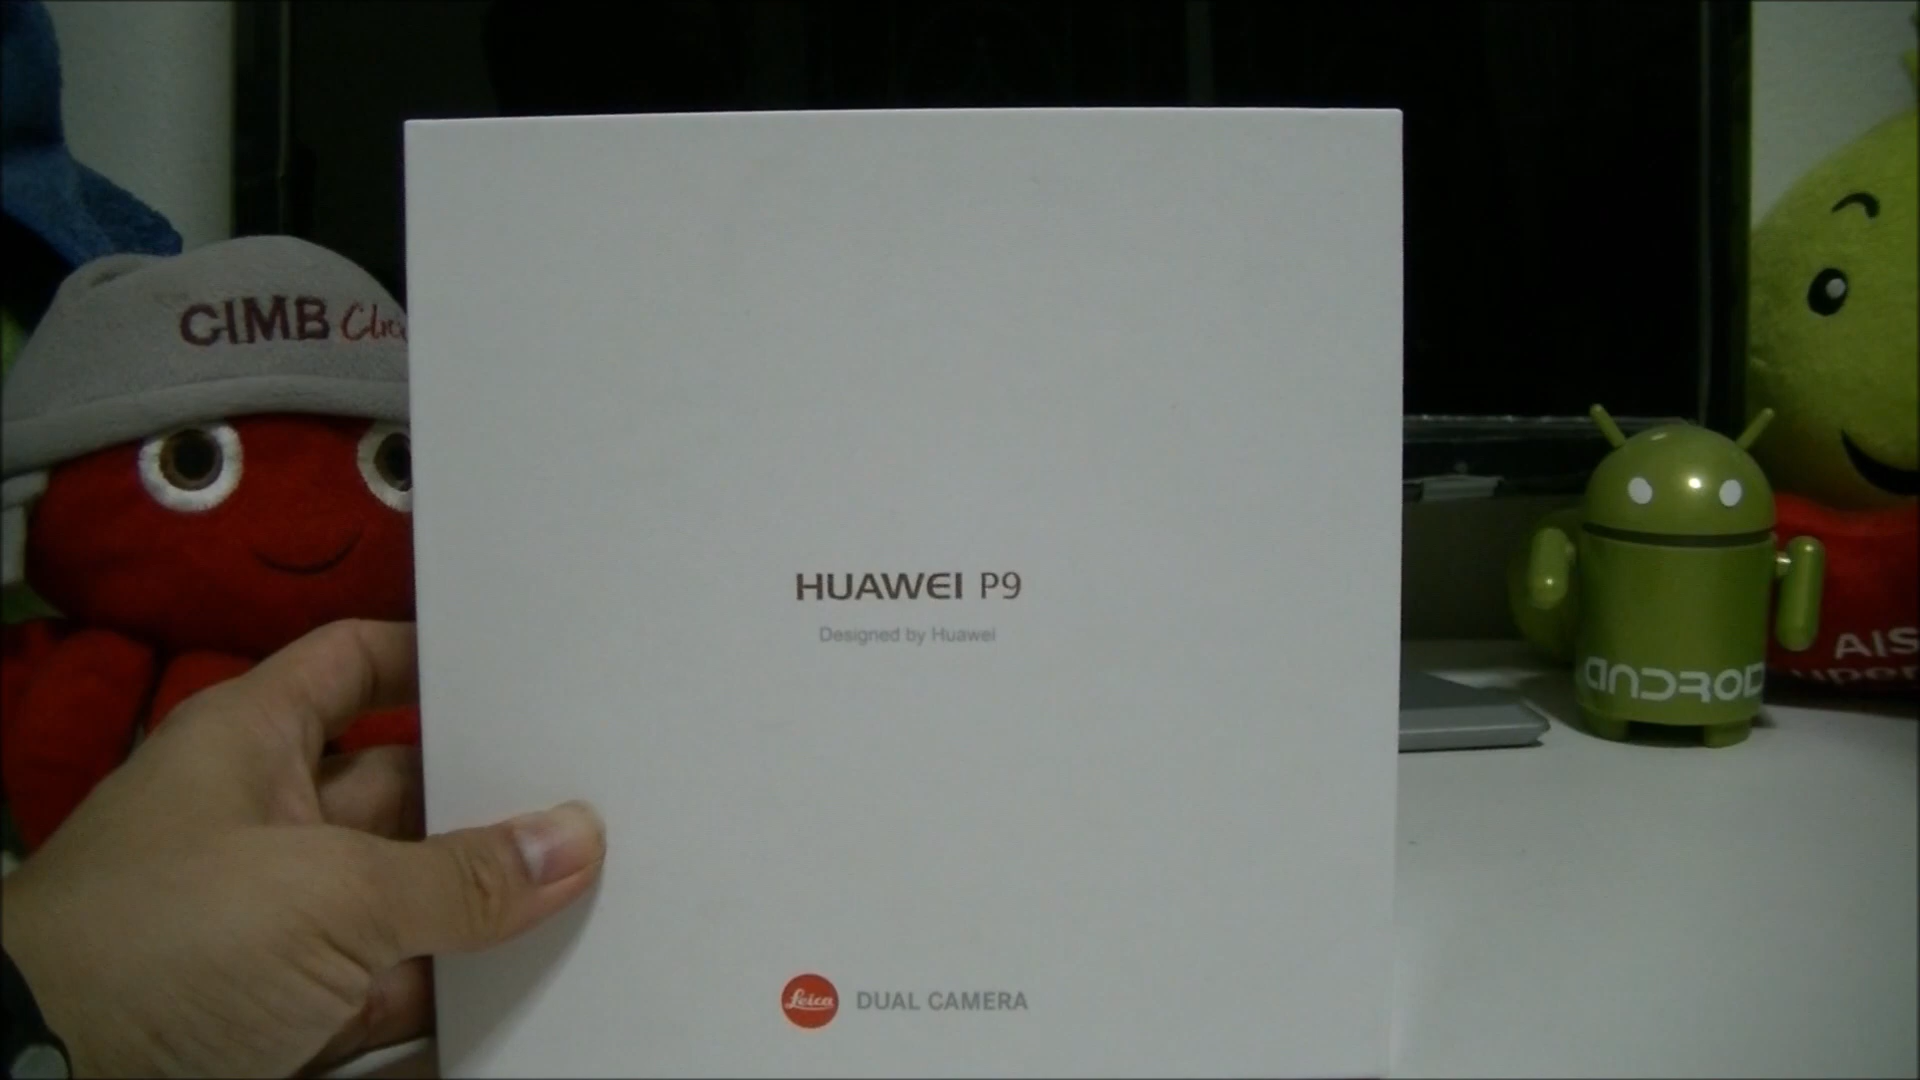 CIMB
HUAWEI P9
Designed by Huawei
Leica DUAL CAMERA
ANDROID
AIS